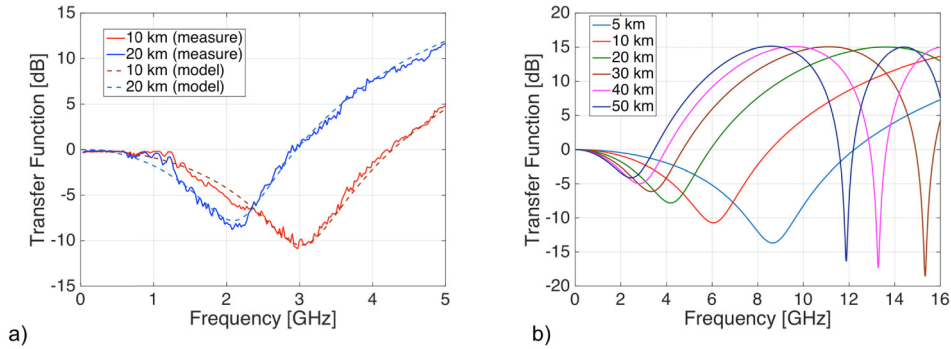 15
10
5
0
-5
-10
-15
0
1
2
3
4
5
Transfer Function [dB]
Frequency [GHz]
10 km (measure)
20 km (measure)
10 km (model)
20 km (model)
a)
20
15
10
5
0
-5
-10
-15
-20
0
2
4
6
8
10
12
14
16
Transfer Function [dB]
Frequency [GHz]
5 km
10 km
20 km
30 km
40 km
50 km
b)